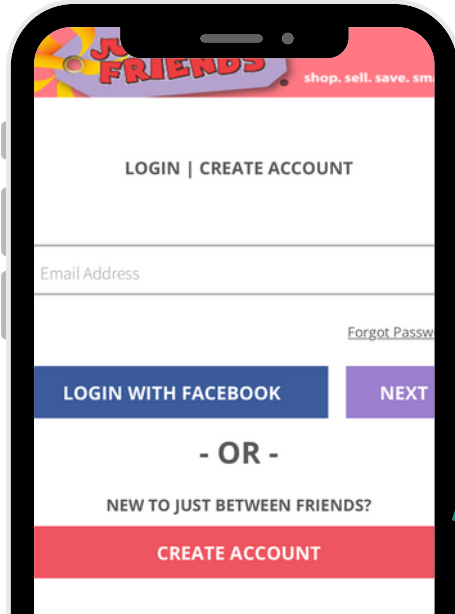 FRIENDS
shop. sell. save.
LOGIN | CREATE ACCOUNT
Email Address
Forgot
LOGIN WITH FACEBOOK
NEXT
- OR -
NEW TO JUST BETWEEN FRIENDS?
CREATE ACCOUNT